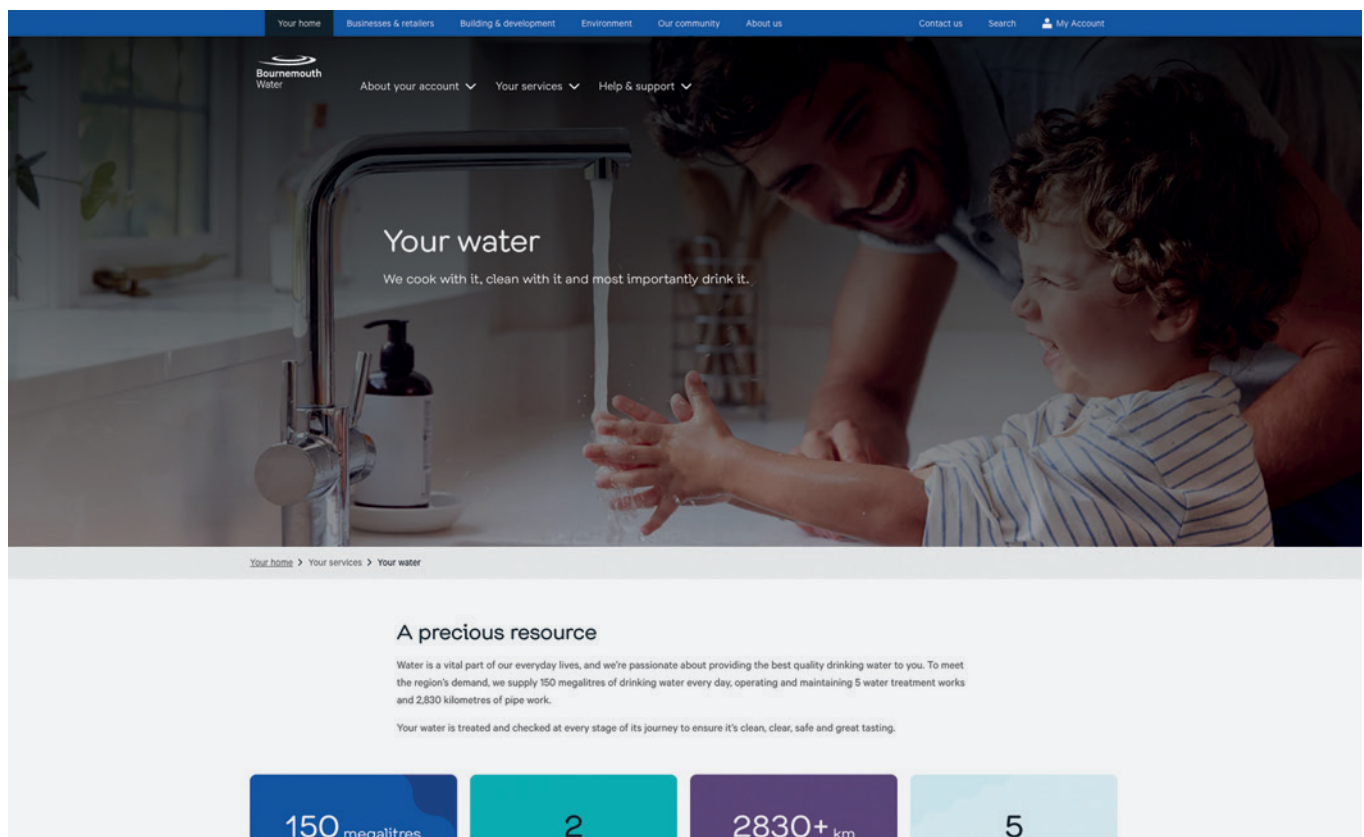 Your home Businesses & retailers Building & development Environment Our community About us Contact us Search My Account
Bournemouth
Water
About your account Your services Help & support
Your water
We cook with it, clean with it and most importantly drink it.
Your home > Your services > Your water
A precious resource
Water is a vital part of our everyday lives, and we're passionate about providing the best quality drinking water to you. To meet
the region's demand, we supply 150 megalitres of drinking water every day, operating and maintaining 5 water treatment works
and 2,830 kilometres of pipe work.
Your water is treated and checked at every stage of its journey to ensure it's clean, clear, safe and great tasting.
150 megalitres 2 2830+ km 5